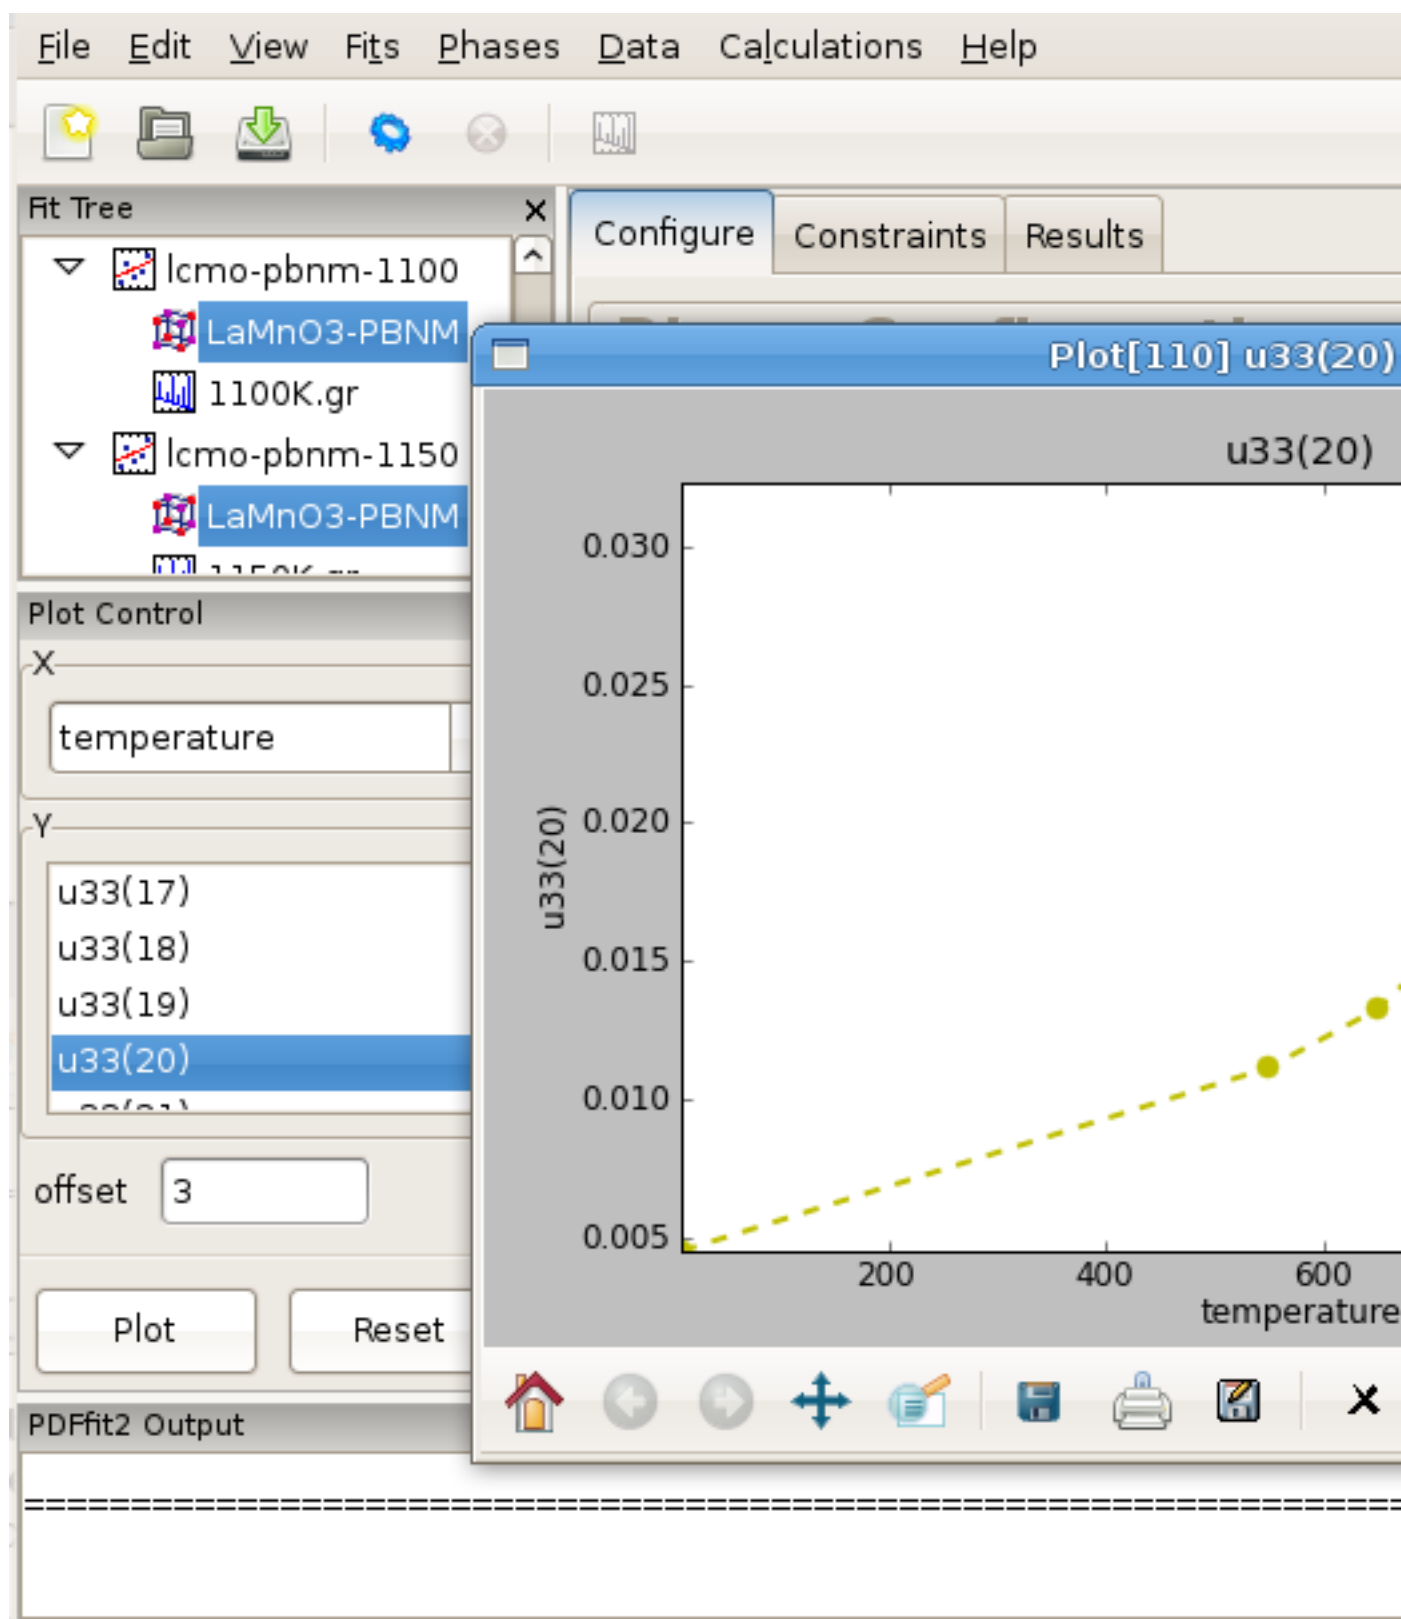 File Edit View Fits Phases Data Calculations Help
Fit Tree
Configure Constraints Results
lcmo-pbnm-1100
LaMnO3-PBNM
1100K.gr
lcmo-pbnm-1150
LaMnO3-PBNM
Plot[110] u33(20)
u33(20)
0.030
0.025
0.020
0.015
0.010
0.005
u33(20)
200 400 600
temperature
Plot Control
X
temperature
Y
u33(17)
u33(18)
u33(19)
u33(20)
offset 3
Plot Reset
PDFfit2 Output
================================================================